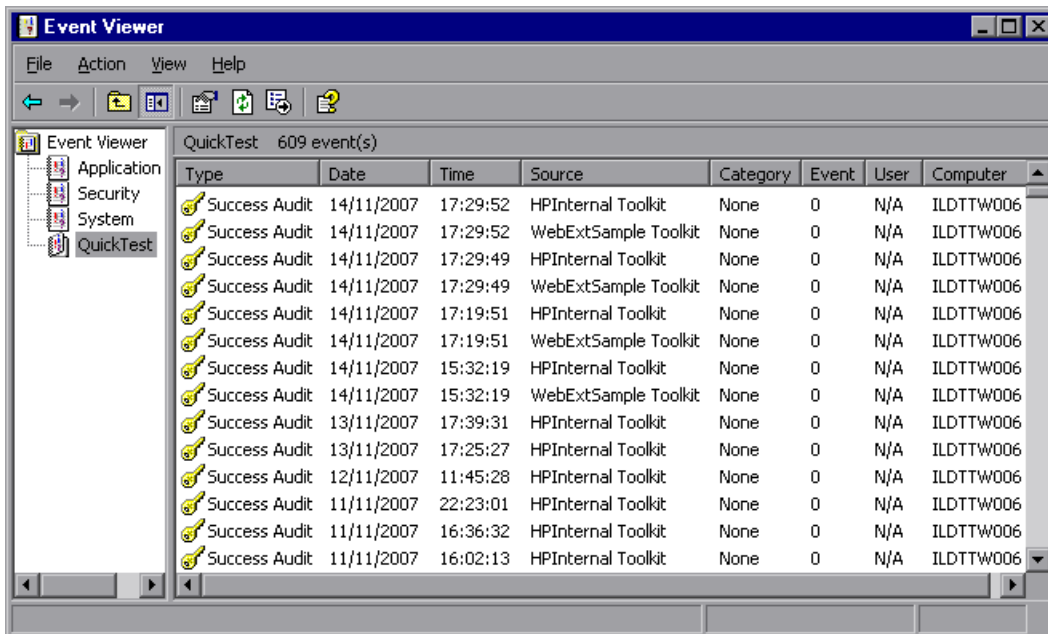 Event Viewer
File Action View Help
Event Viewer
Application
Security
System
QuickTest
QuickTest 609 event(s)
Type Date Time Source Category Event User Computer
Success Audit 14/11/2007 17:29:52 HPInternal Toolkit None 0 N/A ILDTTW006
Success Audit 14/11/2007 17:29:52 WebExtSample Toolkit None 0 N/A ILDTTW006
Success Audit 14/11/2007 17:29:49 HPInternal Toolkit None 0 N/A ILDTTW006
Success Audit 14/11/2007 17:29:49 WebExtSample Toolkit None 0 N/A ILDTTW006
Success Audit 14/11/2007 17:19:51 HPInternal Toolkit None 0 N/A ILDTTW006
Success Audit 14/11/2007 17:19:51 WebExtSample Toolkit None 0 N/A ILDTTW006
Success Audit 14/11/2007 15:32:19 HPInternal Toolkit None 0 N/A ILDTTW006
Success Audit 14/11/2007 15:32:19 WebExtSample Toolkit None 0 N/A ILDTTW006
Success Audit 13/11/2007 17:39:31 HPInternal Toolkit None 0 N/A ILDTTW006
Success Audit 13/11/2007 17:25:27 HPInternal Toolkit None 0 N/A ILDTTW006
Success Audit 12/11/2007 11:45:28 HPInternal Toolkit None 0 N/A ILDTTW006
Success Audit 11/11/2007 22:23:01 HPInternal Toolkit None 0 N/A ILDTTW006
Success Audit 11/11/2007 16:36:32 HPInternal Toolkit None 0 N/A ILDTTW006
Success Audit 11/11/2007 16:02:13 HPInternal Toolkit None 0 N/A ILDTTW006